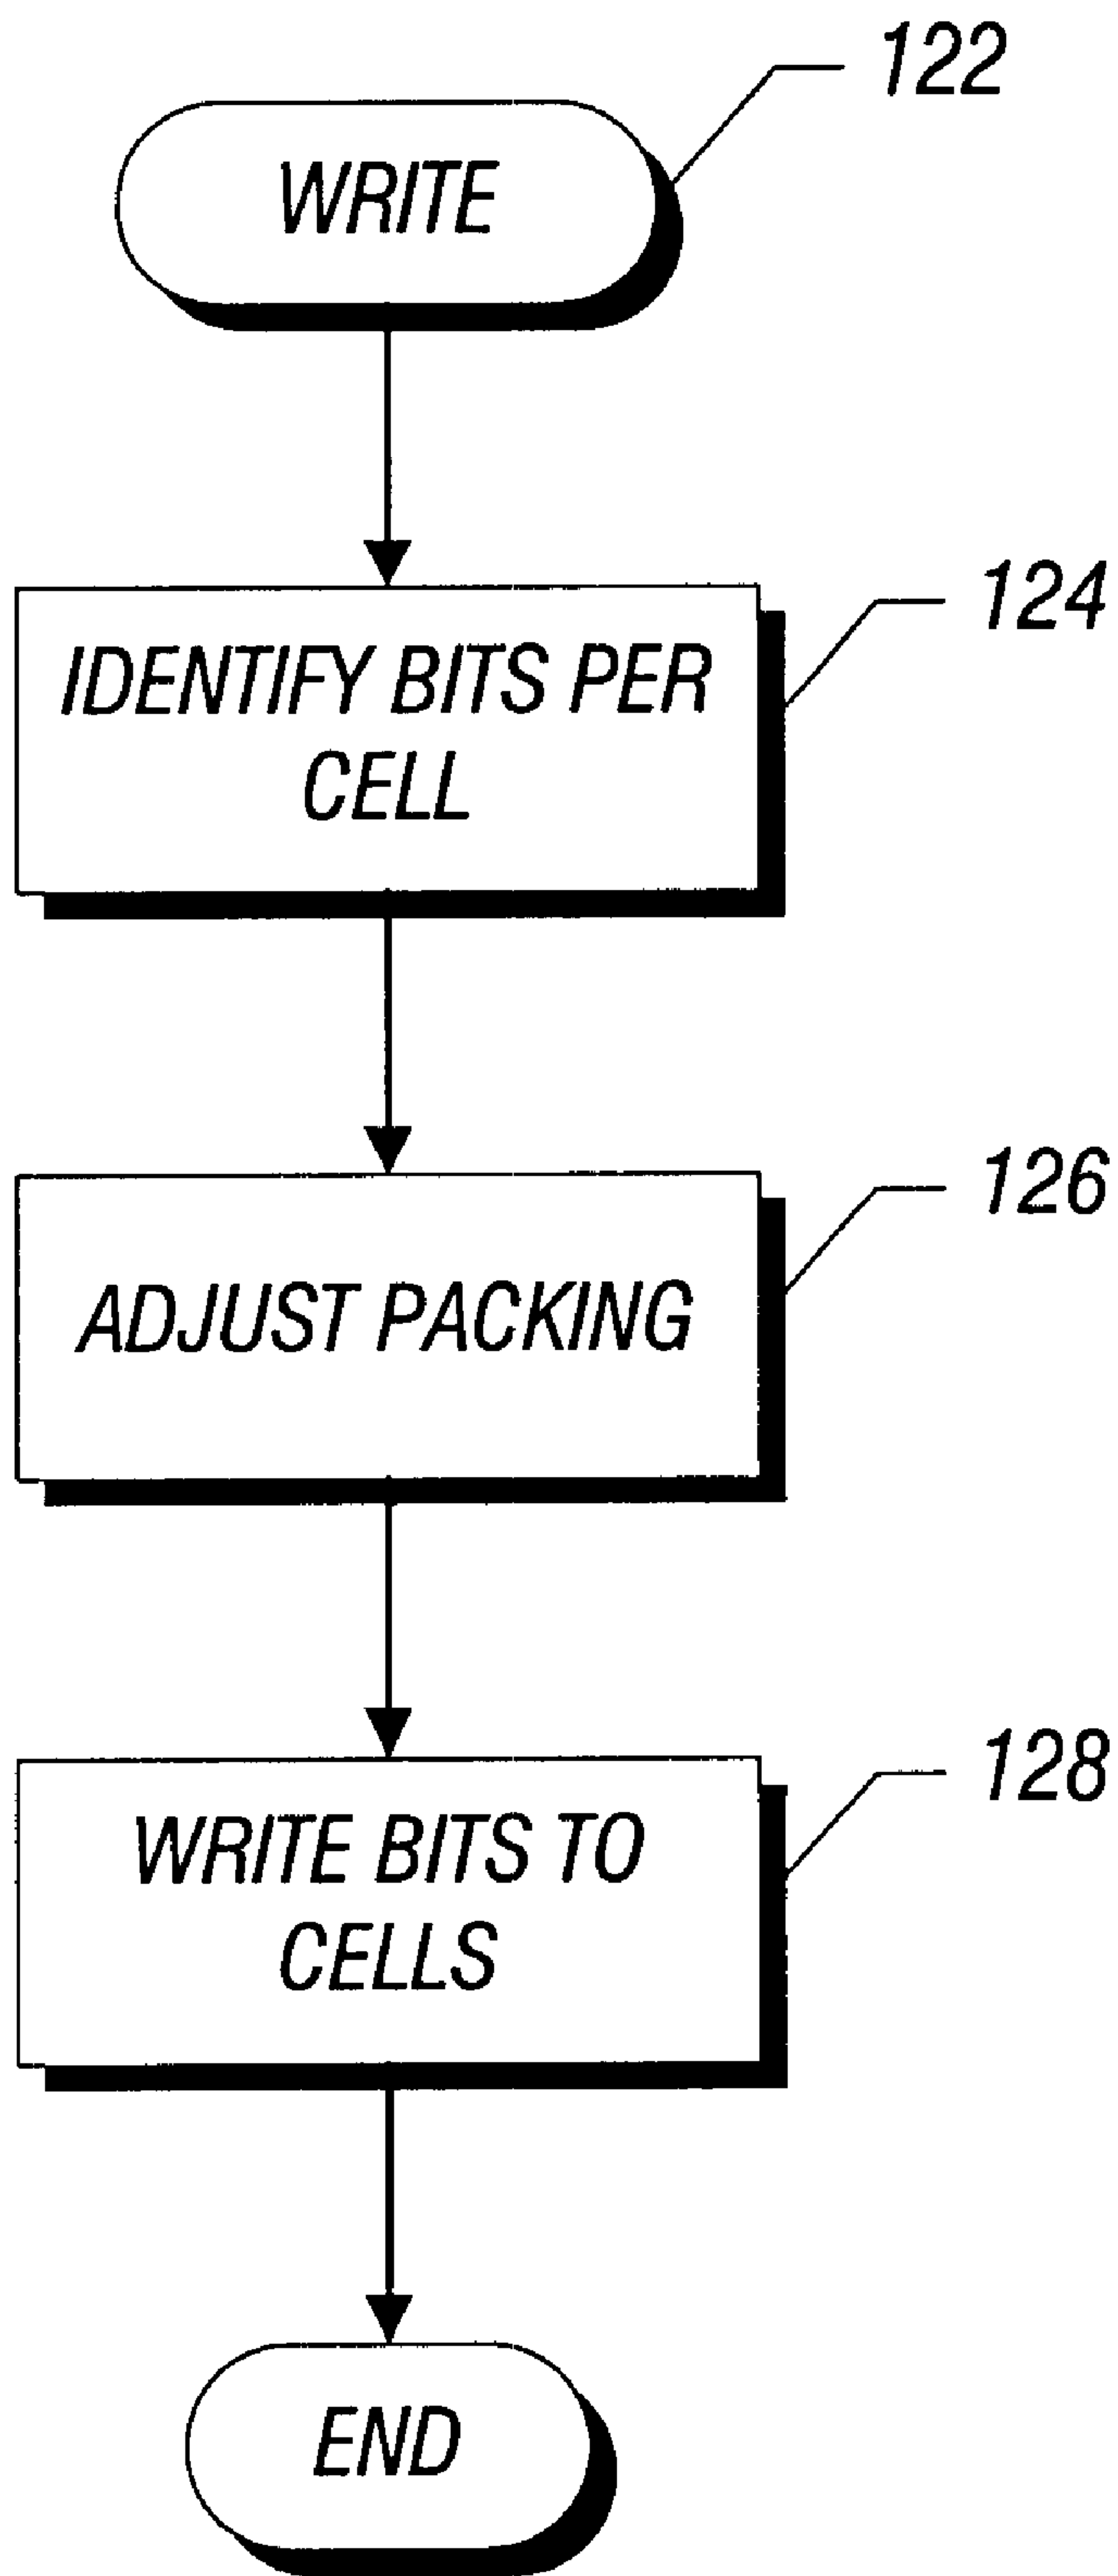 122
WRITE
124
IDENTIFY BITS PER
CELL
126
ADJUST PACKING
128
WRITE BITS TO
CELLS
END